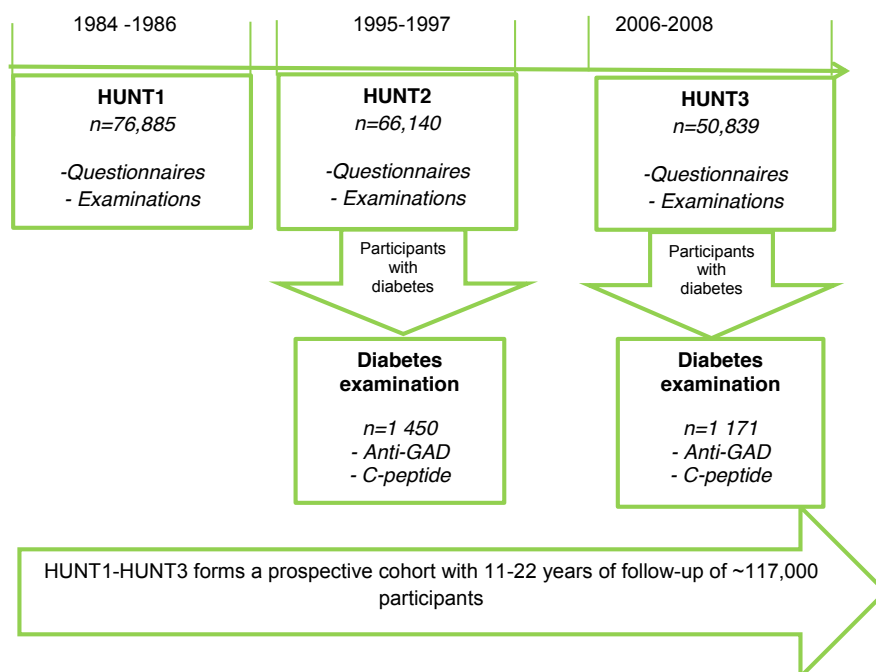 1984 -1986
1995-1997
2006-2008
HUNT1
n=76,885
-Questionnaires
- Examinations
HUNT2
n=66,140
-Questionnaires
- Examinations
HUNT3
n=50,839
-Questionnaires
- Examinations
Participants
with
diabetes
Participants
with
diabetes
Diabetes
examination
n=1 450
- Anti-GAD
- C-peptide
Diabetes
examination
n=1 171
- Anti-GAD
- C-peptide
HUNT1-HUNT3 forms a prospective cohort with 11-22 years of follow-up of ~117,000
participants